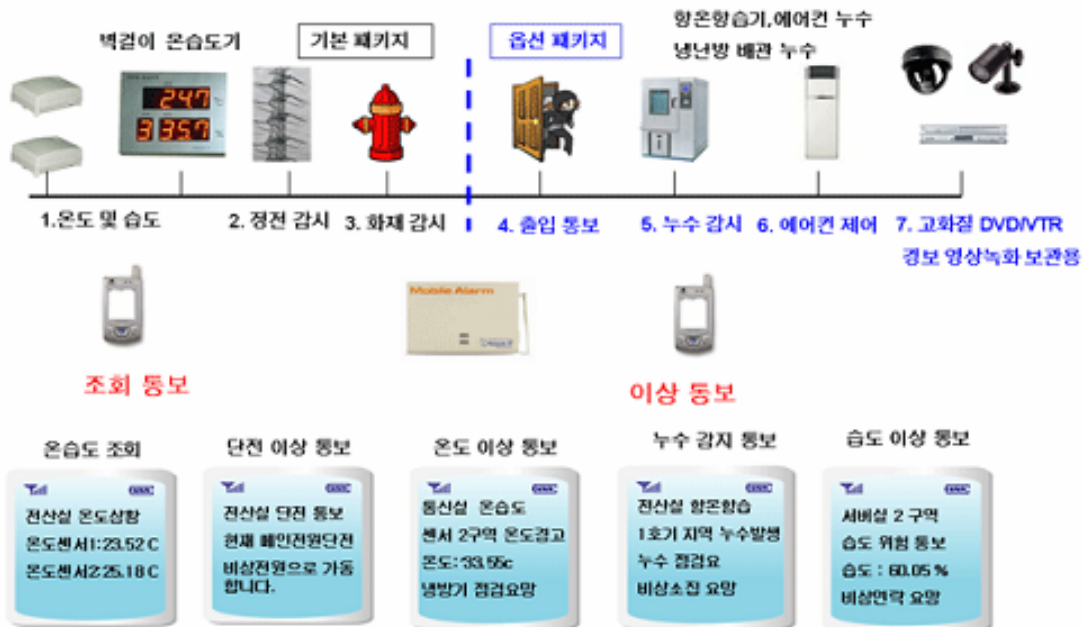 벽걸이 온습도기
기본 패키지
옵션 패키지
항온항습기,에어컨 누수
냉난방 배관 누수
24.7
3 35.7
1.온도 및 습도
2. 정전 감시
3. 화재 감시
4. 출입 통보
5. 누수 감시
6. 에어컨 제어
7. 고화질 DVD/VTR
경보 영상녹화 보관용
Mobile Alarm
조회 통보
이상 통보
온습도 조회
전산실 온도상황
온도센서1:23.52 C
온도센서2:25.18 C
단전 이상 통보
전산실 단전 통보
현재 메인전원단전
비상전원으로 가동
합니다.
온도 이상 통보
통신실 온습도
센서 2구역 온도경고
온도:33.55c
냉방기 점검요망
누수 감지 통보
전산실 항온항습
1호기 지역 누수발생
누수 점검요
비상소집 요망
습도 이상 통보
서버실 2 구역
습도 위험 통보
습도 : 60.05 %
비상연락 요망